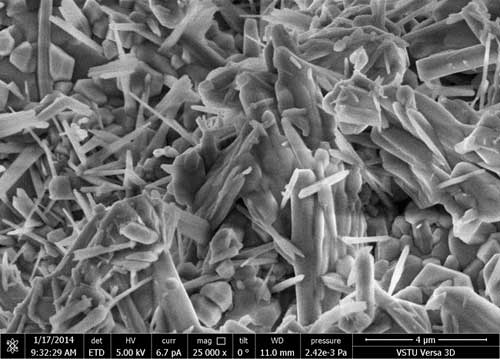 1/17/2014 det HV curr mag □ tilt WD pressure 4 µm
9:32:29 AM ETD 5.00 kV 6.7 pA 25 000 x 0 ° 11.0 mm 2.42e-3 Pa VSTU Versa 3D